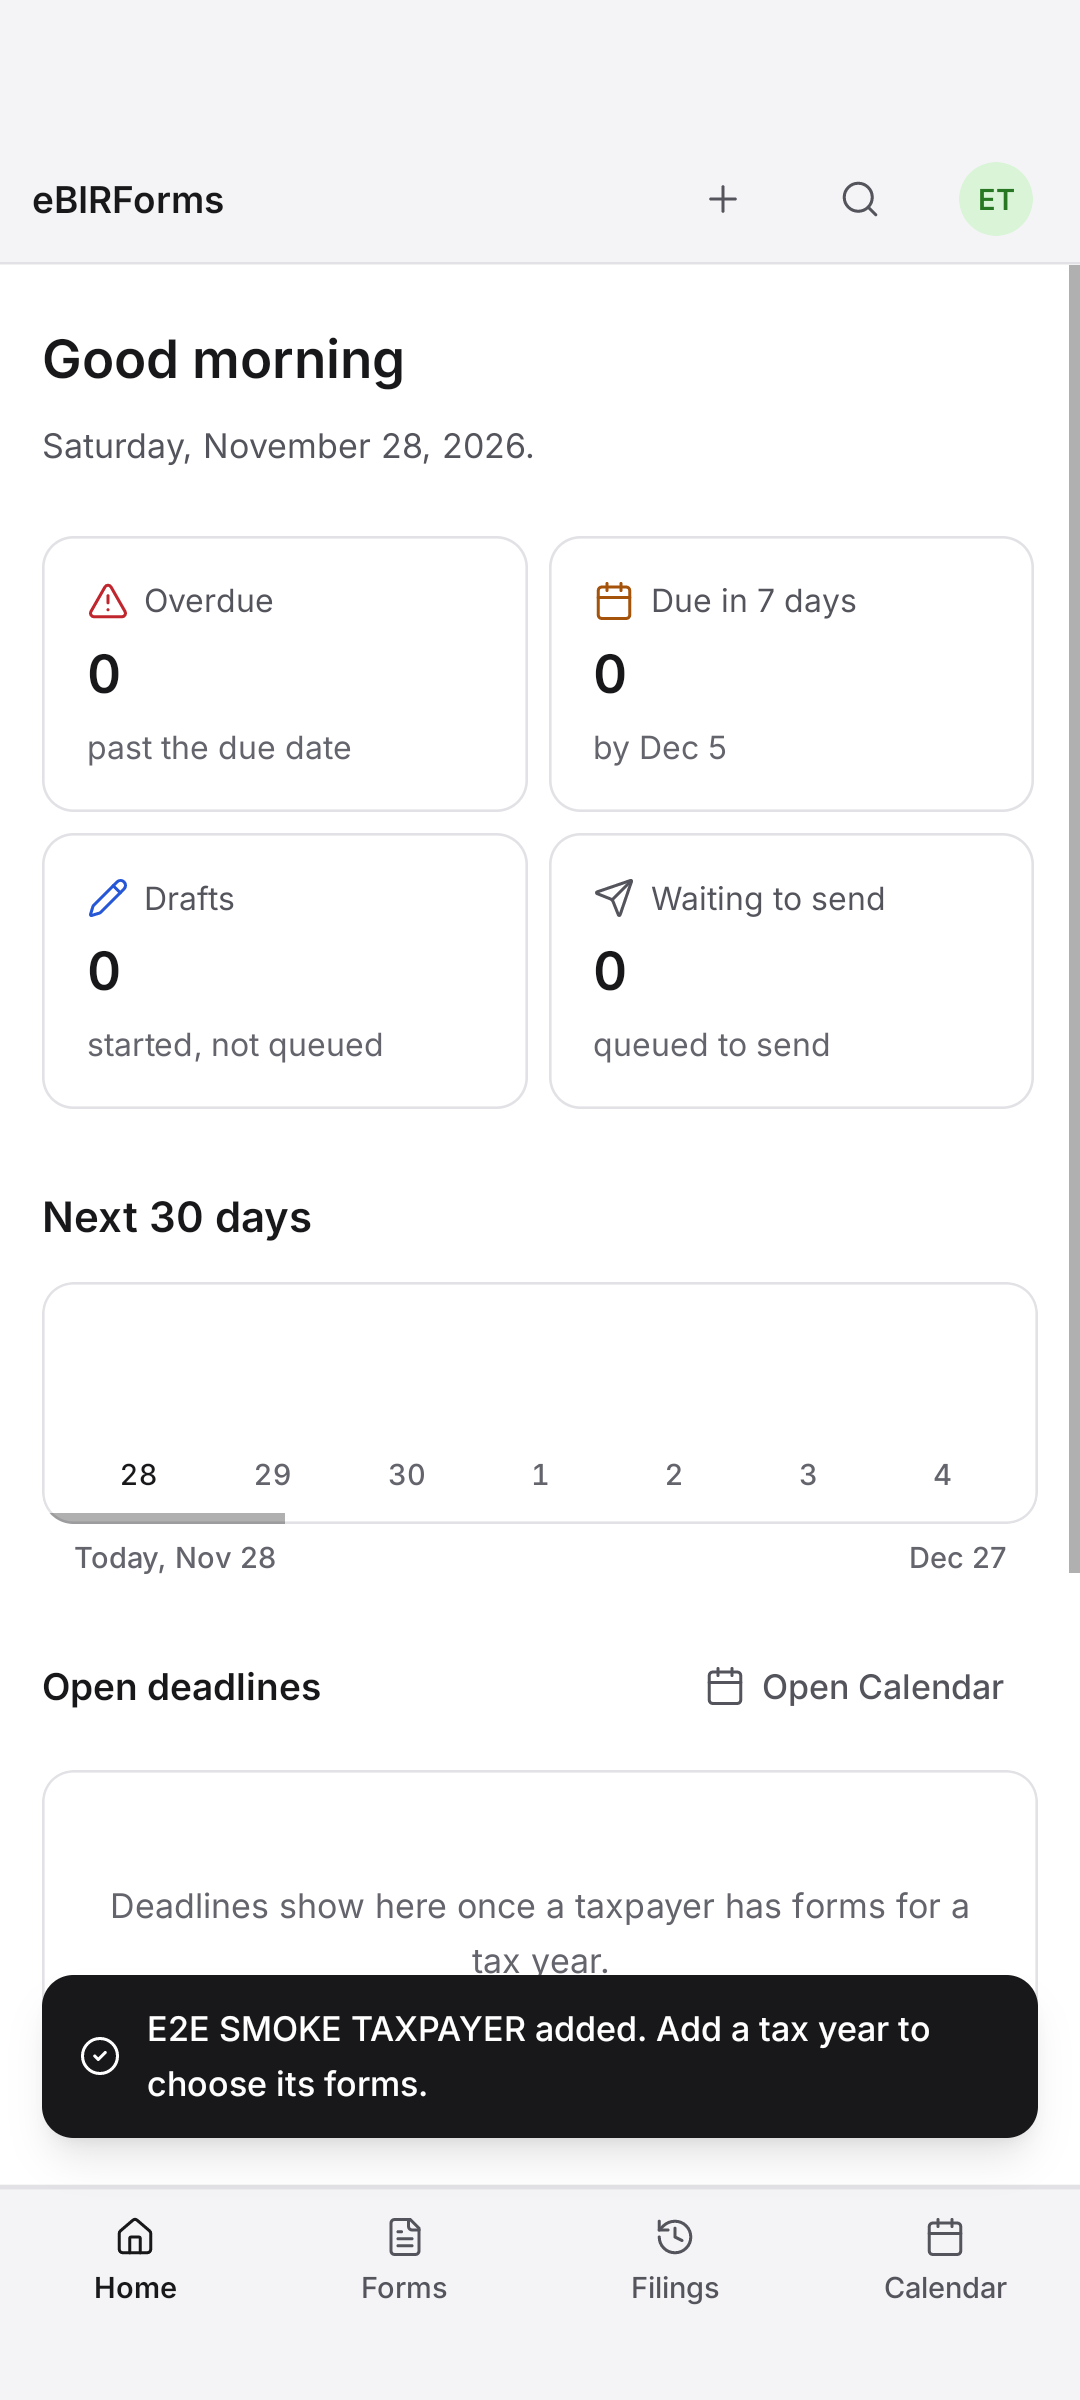 eBIRForms
ET
Good morning
Saturday, November 28, 2026.
Overdue
0
past the due date
Due in 7 days
0
by Dec 5
Drafts
0
started, not queued
Waiting to send
0
queued to send
Next 30 days
28 29 30 1 2 3 4
Today, Nov 28 Dec 27
Open deadlines
Open Calendar
Deadlines show here once a taxpayer has forms for a
tax year.
E2E SMOKE TAXPAYER added. Add a tax year to
choose its forms.
Home Forms Filings Calendar